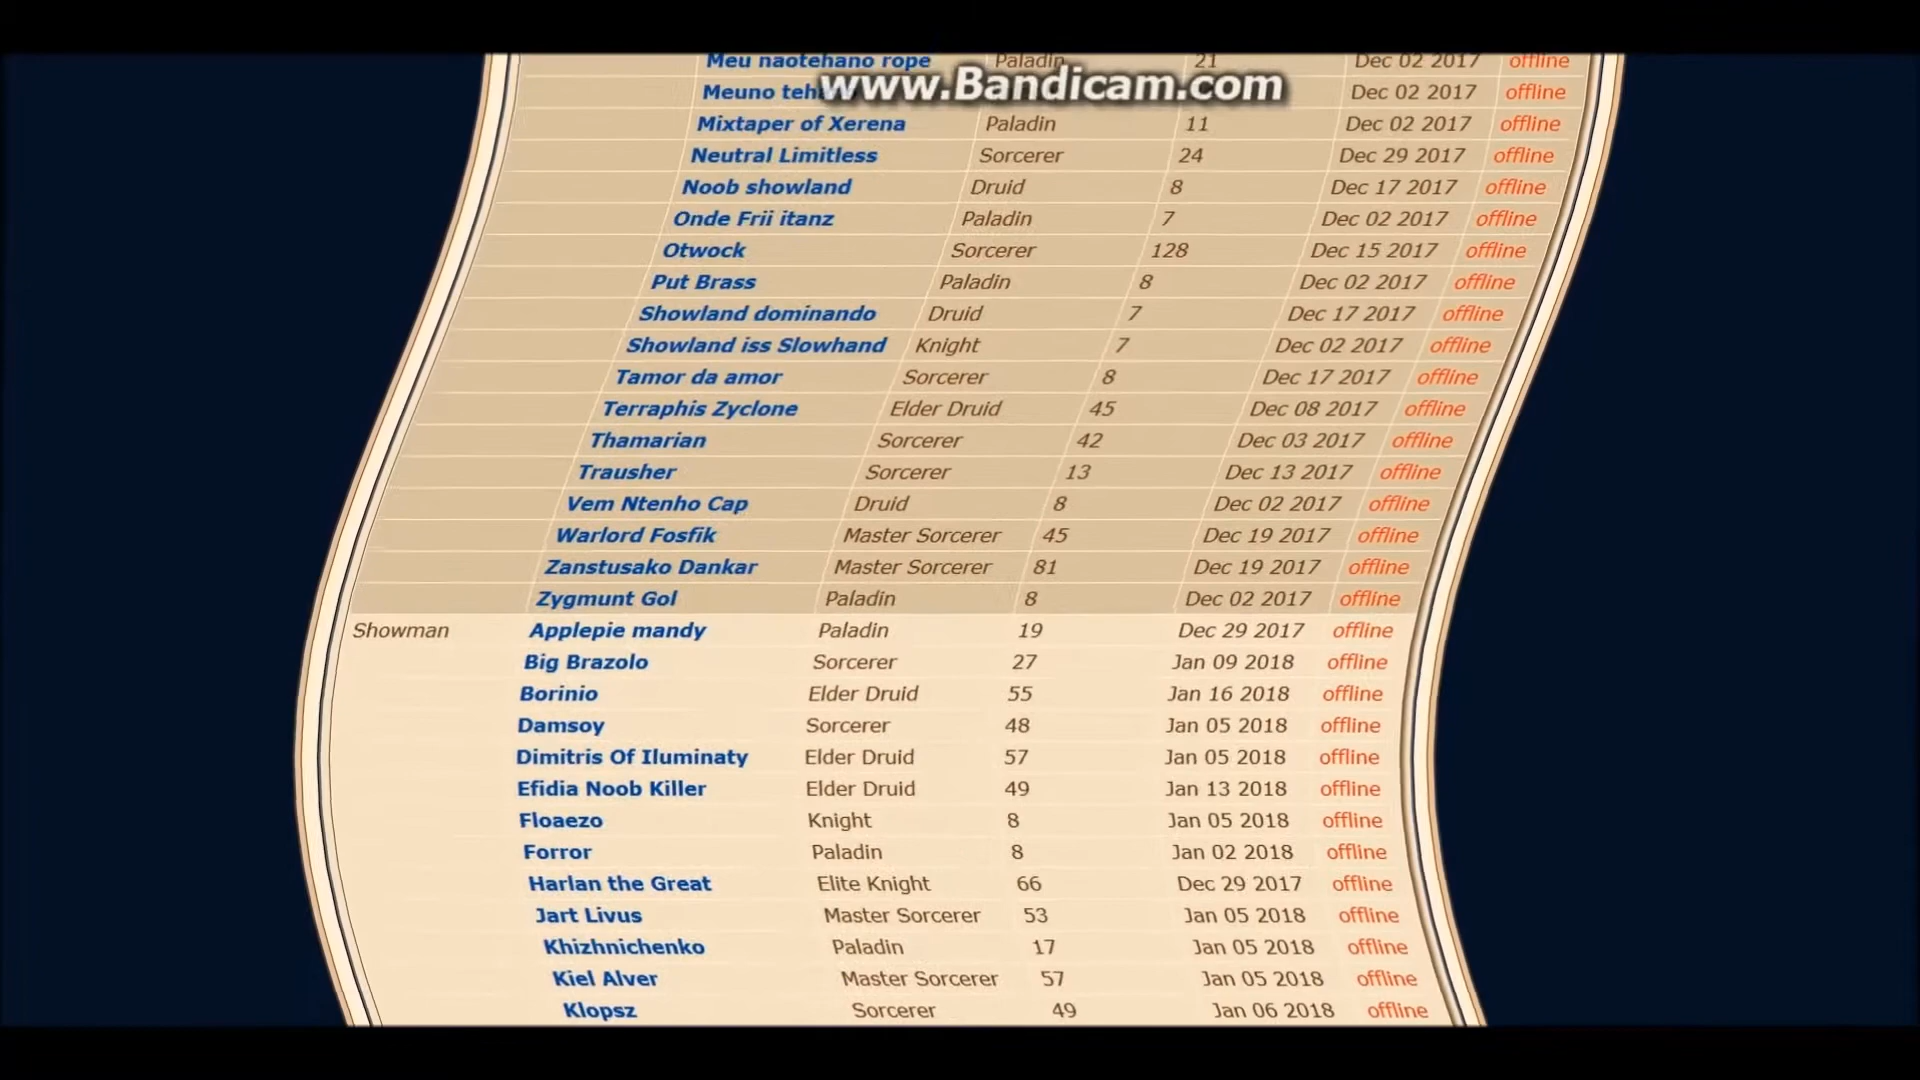 Meu naotehano rope Paladin 21 Dec 02 2017 offline
www.Bandicam.com
Meuno Dec 02 2017 offline
Mixtaper of Xerena Paladin 11 Dec 02 2017 offline
Neutral Limitless Sorcerer 24 Dec 29 2017 offline
Noob showland Druid 8 Dec 17 2017 offline
Onde Frii itanz Paladin 7 Dec 02 2017 offline
Otwock Sorcerer 128 Dec 15 2017 offline
Put Brass Paladin 8 Dec 02 2017 offline
Showland dominando Druid 7 Dec 17 2017 offline
Showland iss Slowhand Knight 7 Dec 02 2017 offline
Tamor da amor Sorcerer 8 Dec 17 2017 offline
Terraphis Zyclone Elder Druid 45 Dec 08 2017 offline
Thamarian Sorcerer 42 Dec 03 2017 offline
Trausher Sorcerer 13 Dec 13 2017 offline
Vem Ntenho Cap Druid 8 Dec 02 2017 offline
Warlord Fosfik Master Sorcerer 45 Dec 19 2017 offline
Zanstusako Dankar Master Sorcerer 81 Dec 19 2017 offline
Zygmunt Gol Paladin 8 Dec 02 2017 offline
Showman Applepie mandy Paladin 19 Dec 29 2017 offline
Big Brazolo Sorcerer 27 Jan 09 2018 offline
Borinio Elder Druid 55 Jan 16 2018 offline
Damsoy Sorcerer 48 Jan 05 2018 offline
Dimitris Of Iluminaty Elder Druid 57 Jan 05 2018 offline
Efidia Noob Killer Elder Druid 49 Jan 13 2018 offline
Floaezo Knight 8 Jan 05 2018 offline
Forror Paladin 8 Jan 02 2018 offline
Harlan the Great Elite Knight 66 Dec 29 2017 offline
Jart Livus Master Sorcerer 53 Jan 05 2018 offline
Khizhnichenko Paladin 17 Jan 05 2018 offline
Kiel Alver Master Sorcerer 57 Jan 05 2018 offline
Klopsz Sorcerer 49 Jan 06 2018 offline